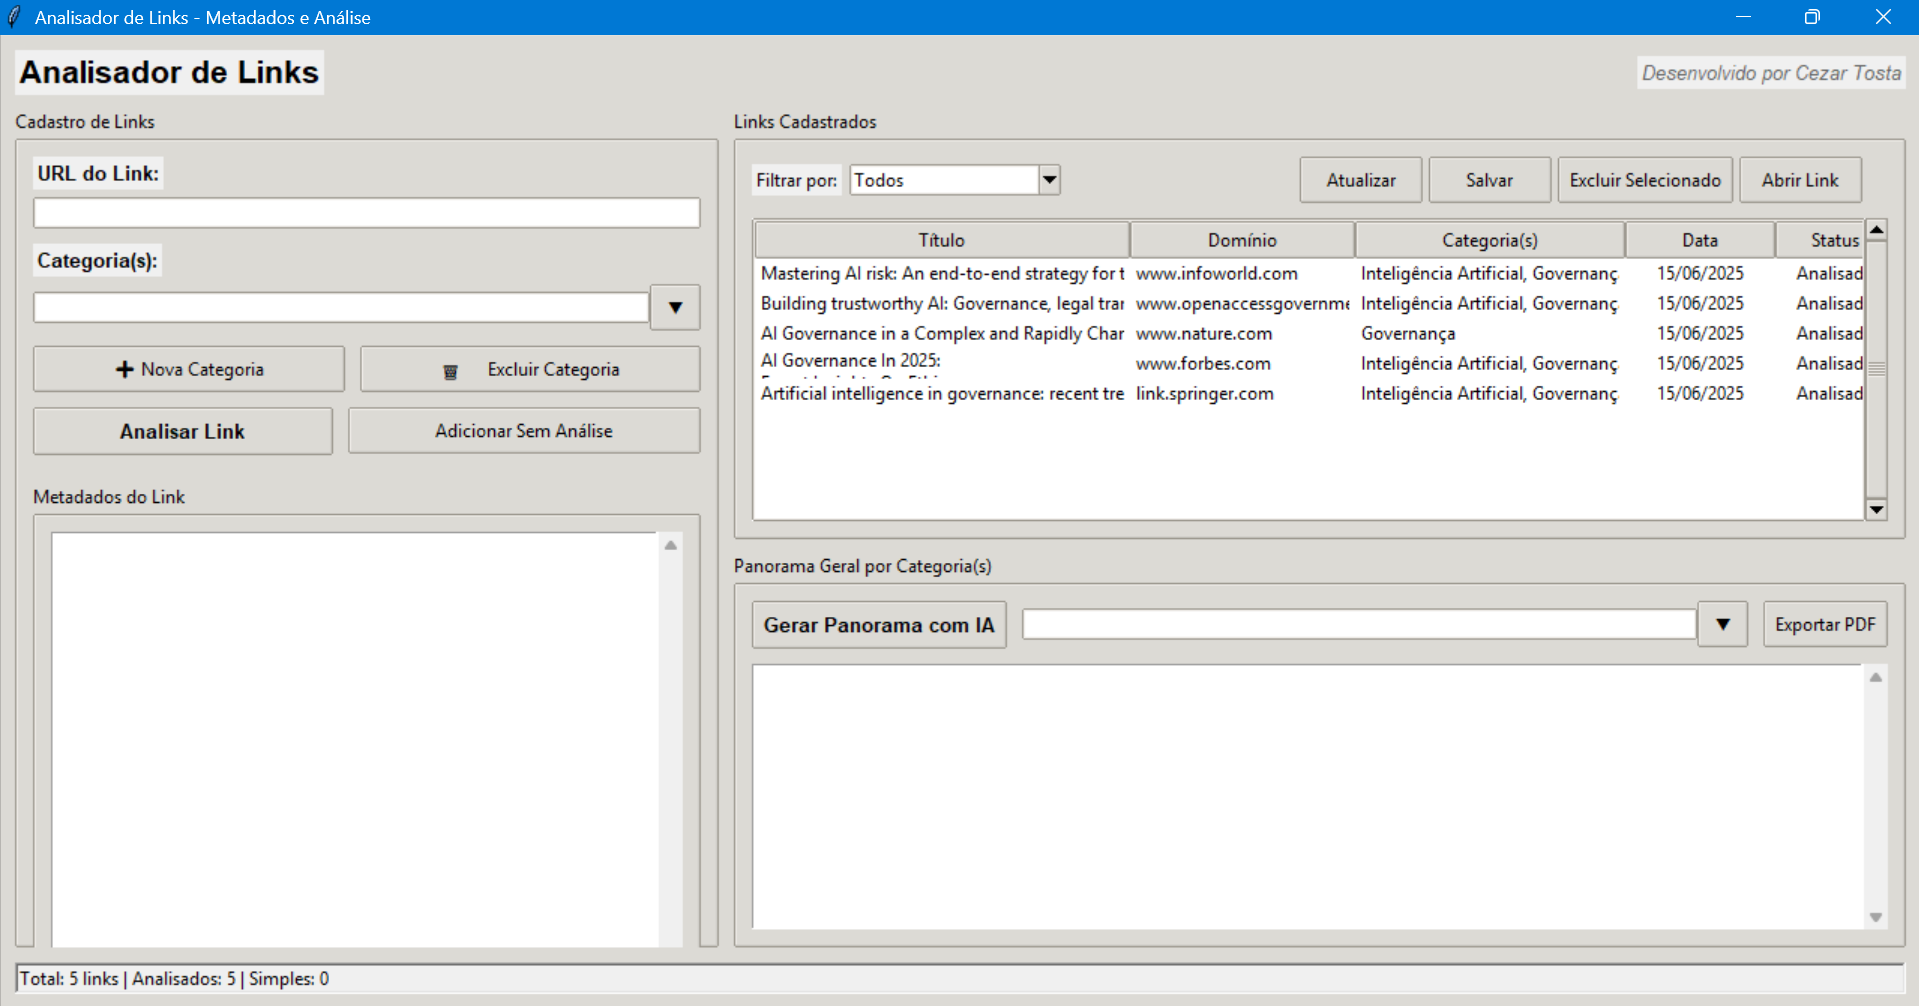 Analisador de Links - Metadados e Análise
Analisador de Links
Desenvolvido por Cezar Tosta
Cadastro de Links
URL do Link:
Categoria(s):
▼
+ Nova Categoria
Excluir Categoria
Analisar Link
Adicionar Sem Análise
Metadados do Link
Links Cadastrados
Filtrar por: Todos
Atualizar
Salvar
Excluir Selecionado
Abrir Link
Título Domínio Categoria(s) Data Status
Mastering AI risk: An end-to-end strategy for t www.infoworld.com Inteligência Artificial, Governanç 15/06/2025 Analisad
Building trustworthy AI: Governance, legal trar www.openaccessgovernme Inteligência Artificial, Governanç 15/06/2025 Analisad
AI Governance in a Complex and Rapidly Char www.nature.com Governança 15/06/2025 Analisad
AI Governance In 2025: www.forbes.com Inteligência Artificial, Governanç 15/06/2025 Analisad
Artificial intelligence in governance: recent tre link.springer.com Inteligência Artificial, Governanç 15/06/2025 Analisad
Panorama Geral por Categoria(s)
Gerar Panorama com IA
▼
Exportar PDF
Total: 5 links | Analisados: 5 | Simples: 0